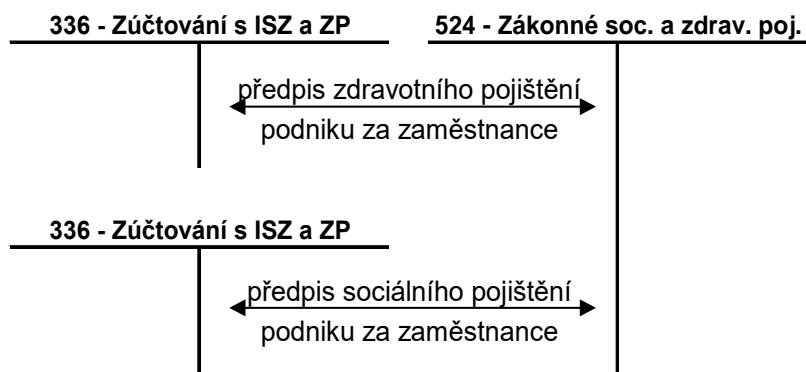 336 - Zúčtování s ISZ a ZP
524 - Zákonné soc. a zdrav. poj.
předpis zdravotního pojištění
podniku za zaměstnance
336 - Zúčtování s ISZ a ZP
předpis sociálního pojištění
podniku za zaměstnance